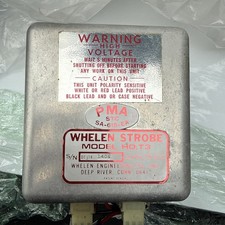 WARNING
HIGH
VOLTAGE
WAIT 5 MINUTES AFTER
SHUTTING OFF BEFORE STARTING
ANY WORK ON THIS UNIT
CAUTION
THIS UNIT POLARITY SENSITIVE
WHITE OR RED LEAD POSITIVE
BLACK LEAD AND OR CASE NEGATIVE
PMA
WHELEN STROBE
MODEL
S/N
WHELEN ENGINEERING
DEEP RIVER, CONN.